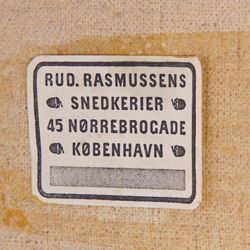 RUD. RASMUSSENS
SNEDKERIER
45 NØRREBROGADE
KØBENHAVN